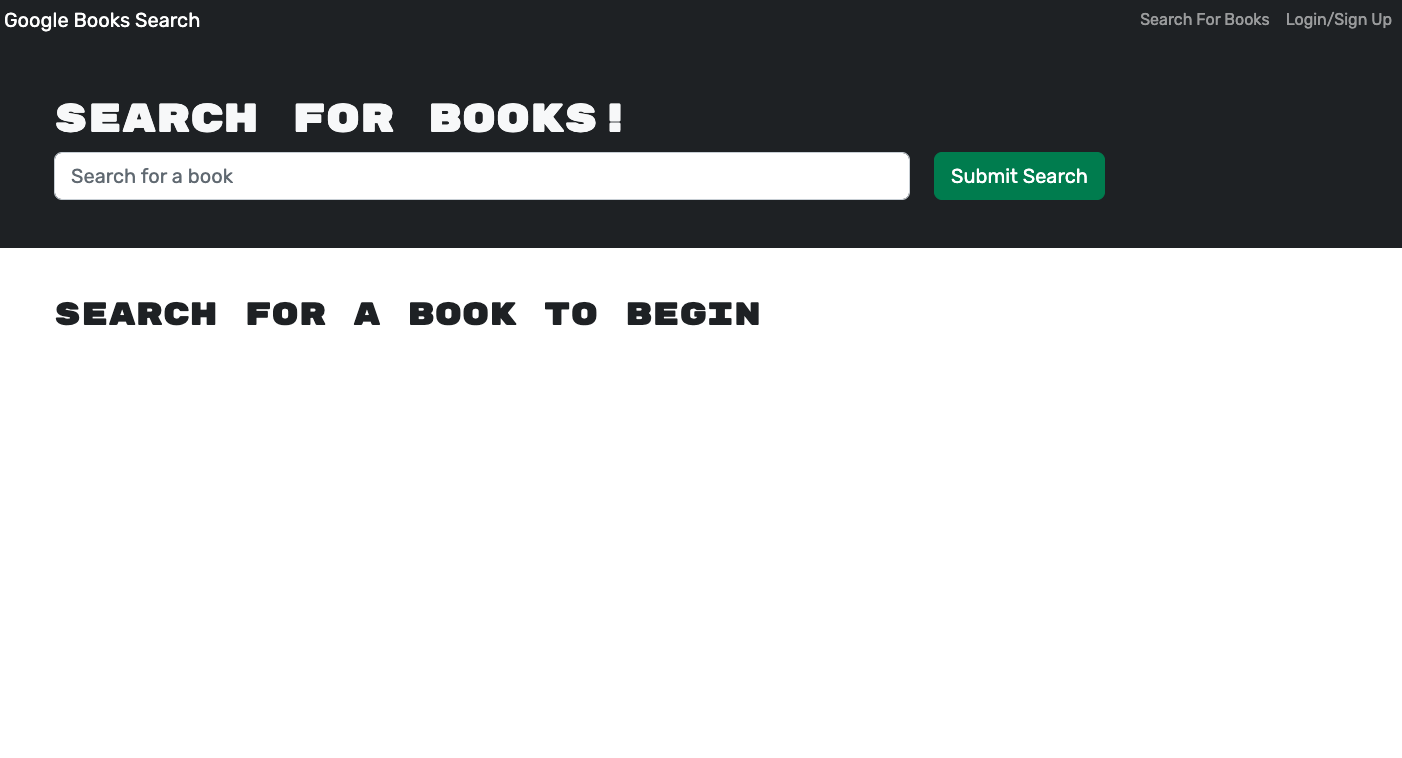 Google Books Search
Search For Books
Login/Sign Up
SEARCH FOR BOOKS!
Search for a book
Submit Search
SEARCH FOR A BOOK TO BEGIN